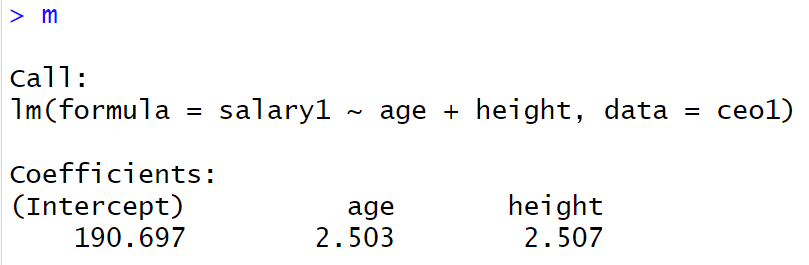 > m
Call:
lm(formula = salary1 ~ age + height, data = ceo1)
Coefficients:
(Intercept) age height
190.697 2.503 2.507